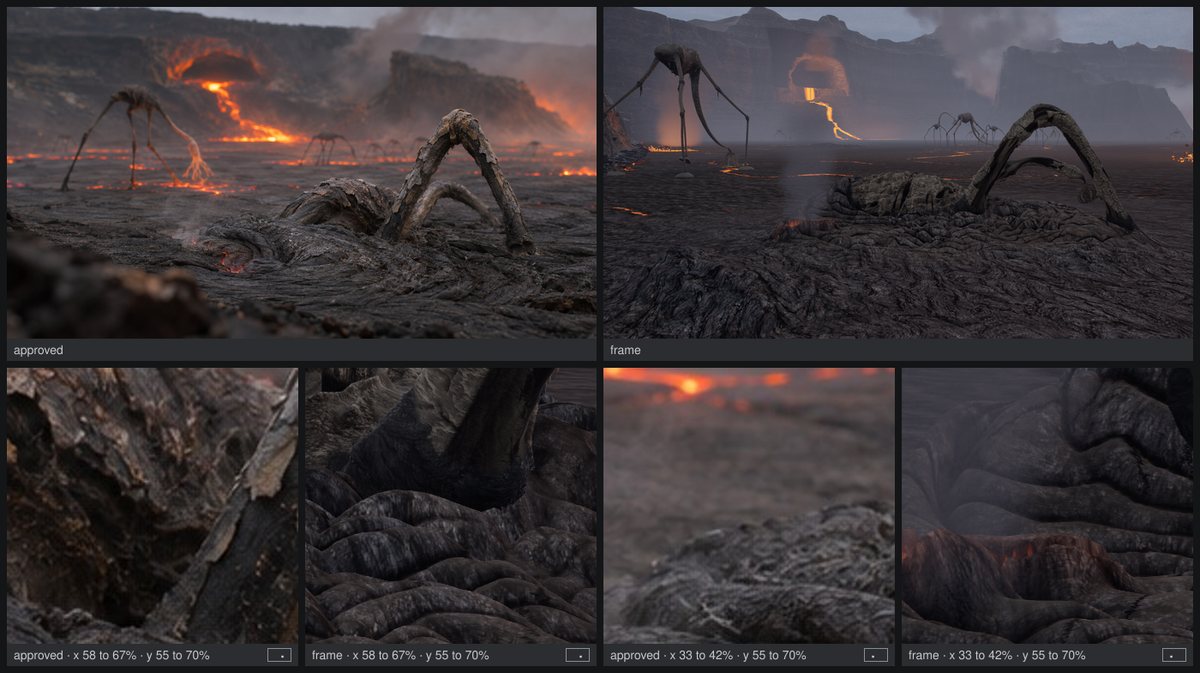 approved
frame
approved · x 58 to 67% · y 55 to 70%
frame · x 58 to 67% · y 55 to 70%
approved · x 33 to 42% · y 55 to 70%
frame · x 33 to 42% · y 55 to 70%